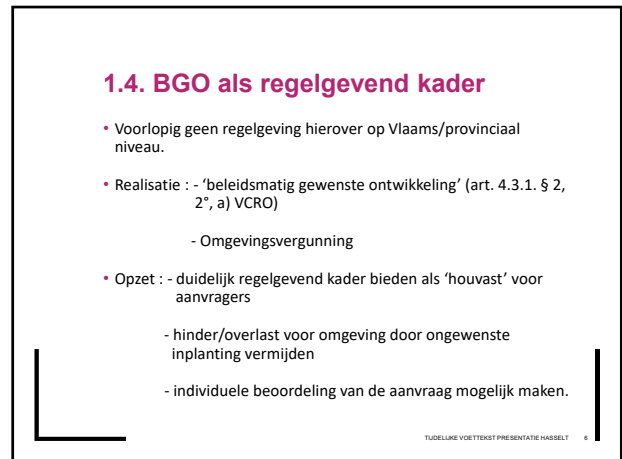 1.4. BGO als regelgevend kader
• Voorlopig geen regelgeving hierover op Vlaams/provinciaal
niveau.
• Realisatie : - ‘beleidsmatig gewenste ontwikkeling’ (art. 4.3.1. § 2,
2°, a) VCRO)
- Omgevingsvergunning
• Opzet : - duidelijk regelgevend kader bieden als ‘houvast’ voor
aanvragers
- hinder/overlast voor omgeving door ongewenste
inplanting vermijden
- individuele beoordeling van de aanvraag mogelijk maken.
TIJDELIJKE VOETTEKST PRESENTATIE HASSELT 6